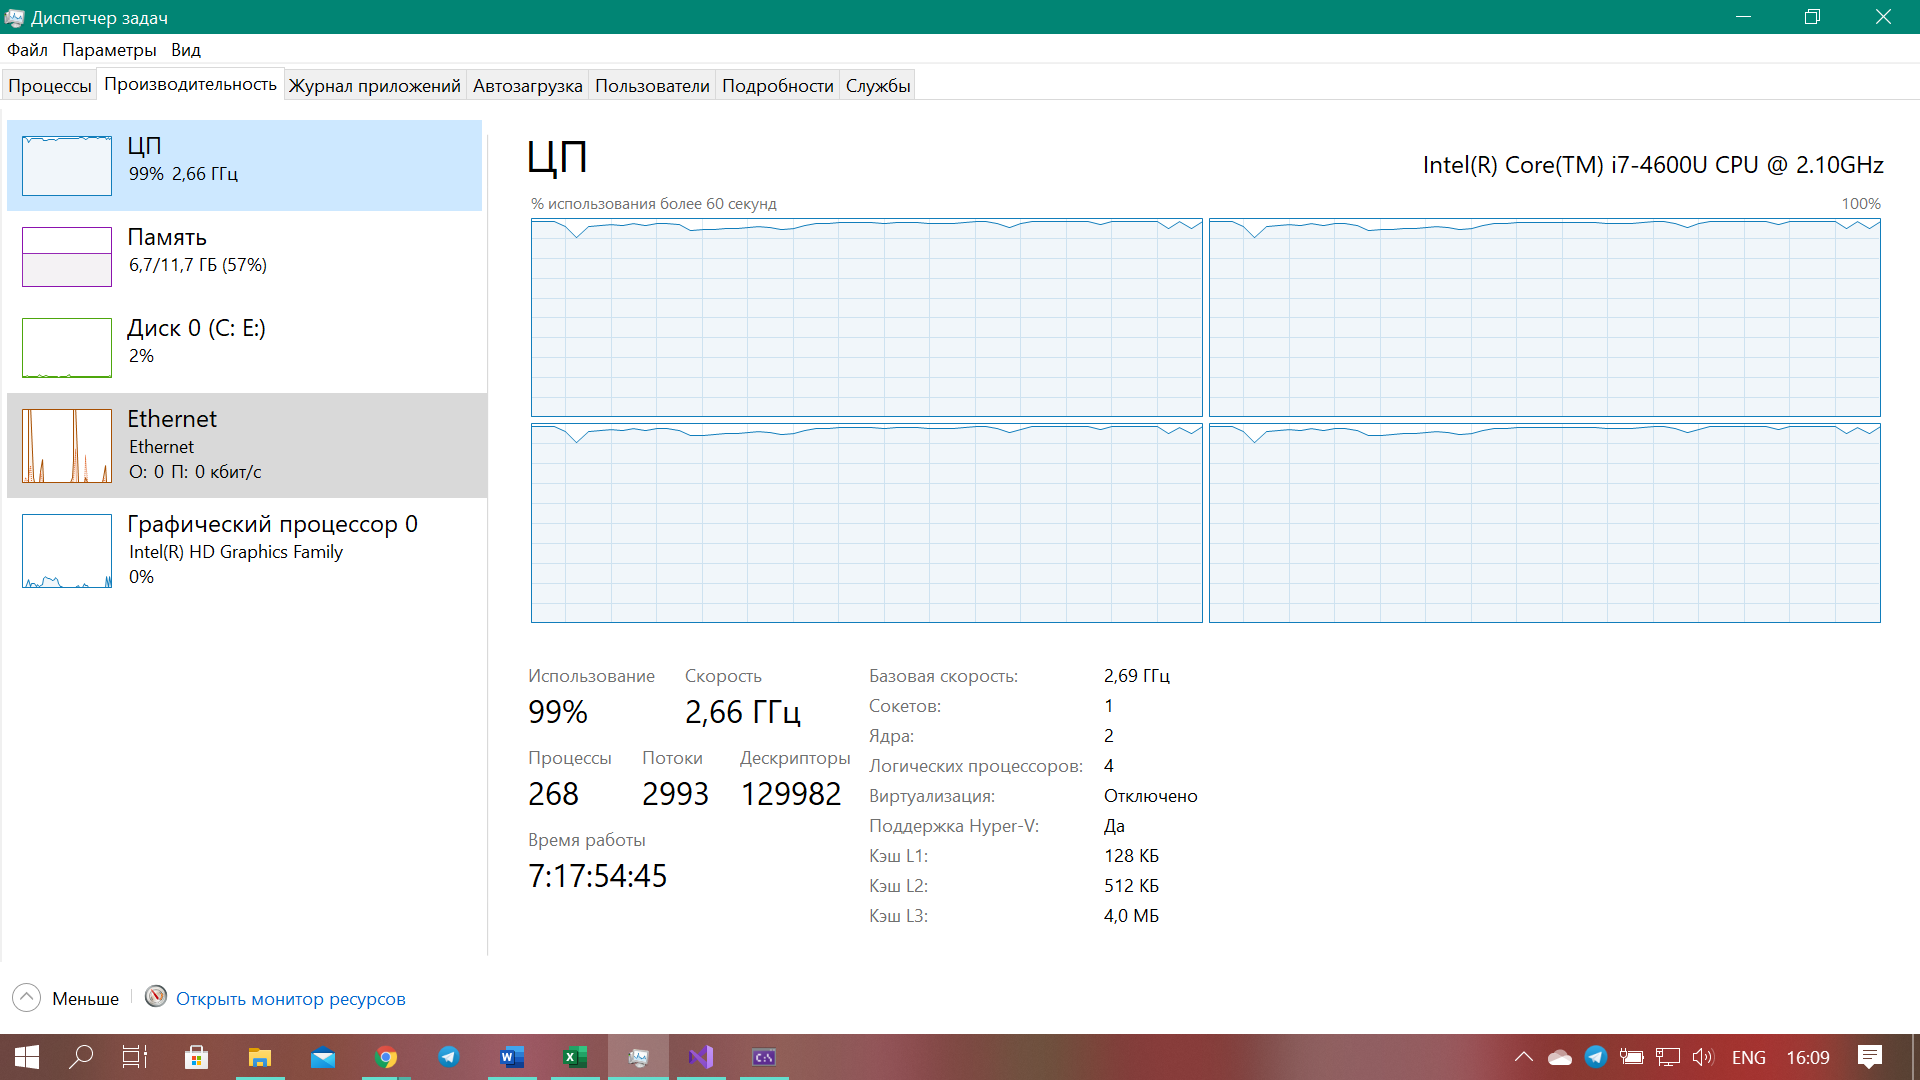 Диспетчер задач
Файл Параметры Вид
Процессы Производительность Журнал приложений Автозагрузка Пользователи Подробности Службы
ЦП
99% 2,66 ГГц
Память
6,7/11,7 ГБ (57%)
Диск 0 (C: E:)
2%
Ethernet
Ethernet
О: 0 П: 0 кбит/с
Графический процессор 0
Intel(R) HD Graphics Family
0%
ЦП
Intel(R) Core(TM) i7-4600U CPU @ 2.10GHz
% использования более 60 секунд
100%
Использование Скорость
99% 2,66 ГГц
Процессы Потоки Дескрипторы
268 2993 129982
Время работы
7:17:54:45
Базовая скорость: 2,69 ГГц
Сокетов: 1
Ядра: 2
Логических процессоров: 4
Виртуализация: Отключено
Поддержка Hyper-V: Да
Кэш L1: 128 КБ
Кэш L2: 512 КБ
Кэш L3: 4,0 МБ
Меньше
Открыть монитор ресурсов
ENG 16:09